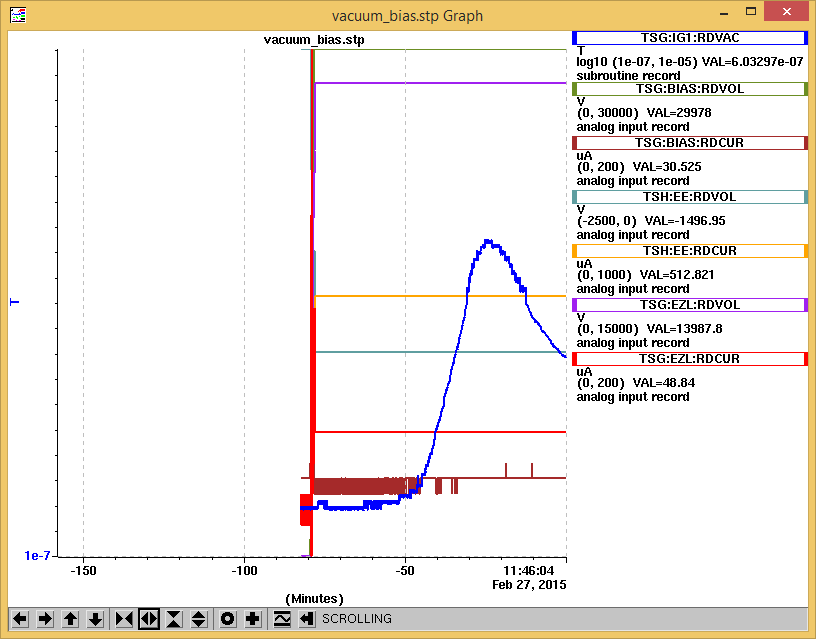 vacuum_bias.stp Graph
vacuum_bias.stp
T
1e-7
-150
-100
-50
11:46:04
Feb 27, 2015
(Minutes)
TSG:IG1:RDVAC
T
log10 (1e-07, 1e-05) VAL=6.03297e-07
subroutine record
TSG:BIAS:RDVOL
V
(0, 30000) VAL=29978
analog input record
TSG:BIAS:RDCUR
uA
(0, 200) VAL=30.525
analog input record
TSH:EE:RDVOL
V
(-2500, 0) VAL=-1496.95
analog input record
TSH:EE:RDCUR
uA
(0, 1000) VAL=512.821
analog input record
TSG:EZL:RDVOL
V
(0, 15000) VAL=13987.8
analog input record
TSG:EZL:RDCUR
uA
(0, 200) VAL=48.84
analog input record
SCROLLING